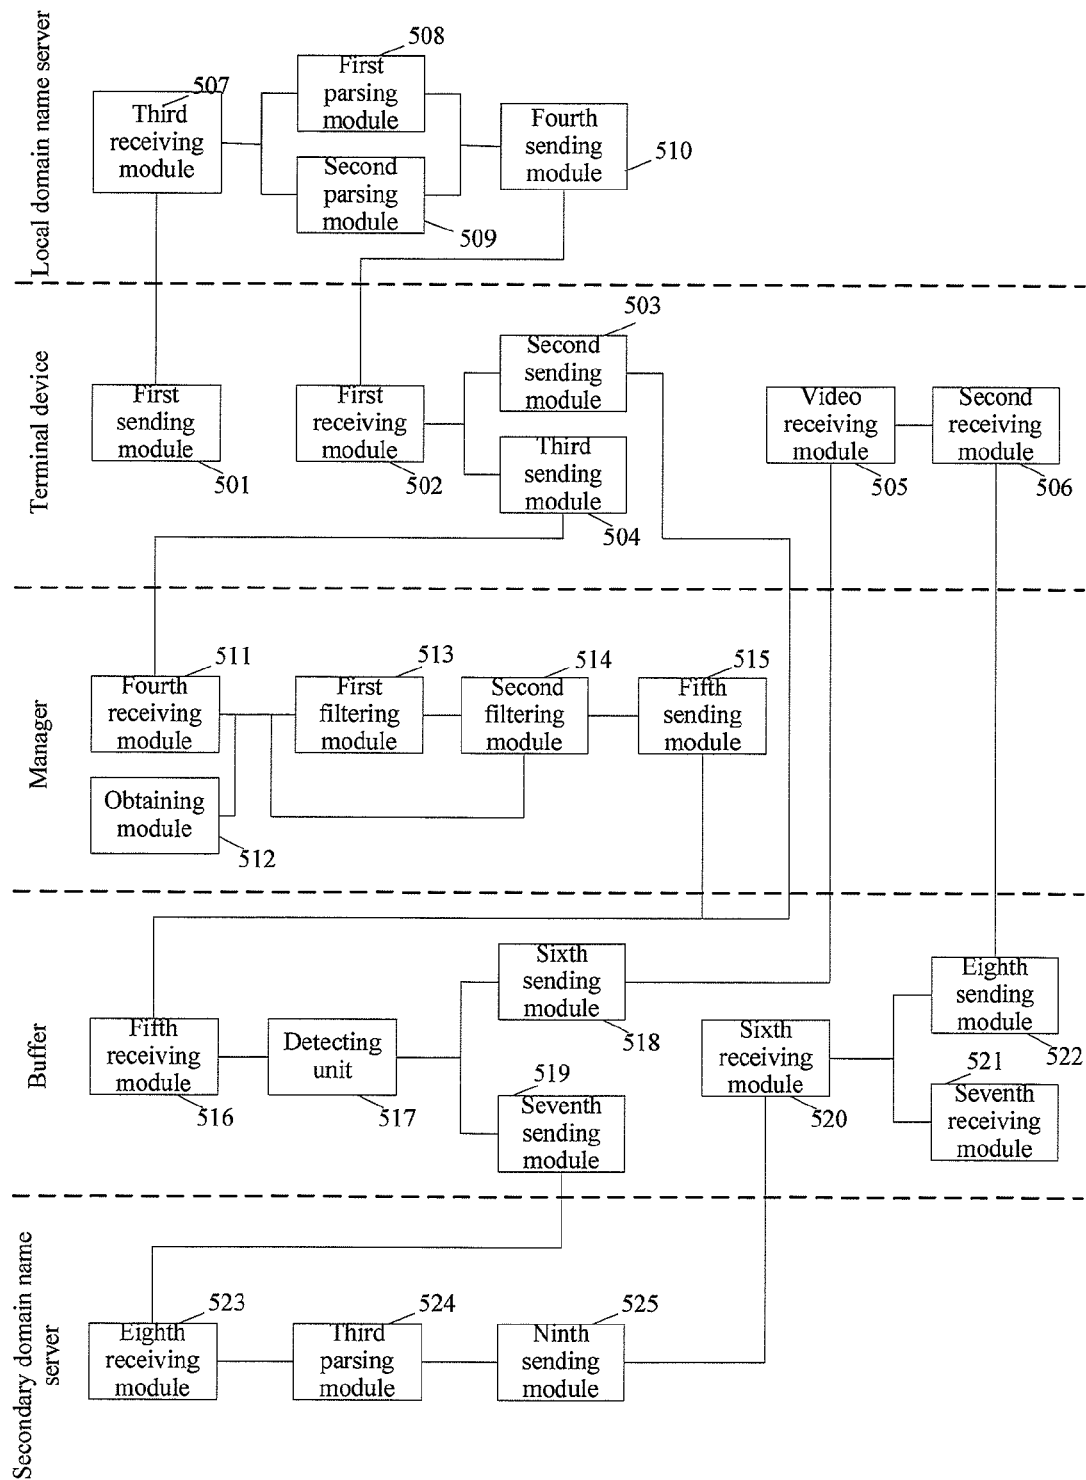 Local domain name server
508
First
parsing
module
507
Third
receiving
module
Fourth
sending
module
510
Second
parsing
module
509
Terminal device
503
Second
sending
module
First
sending
module
501
First
receiving
module
502
Third
sending
module
504
Video
receiving
module
505
Second
receiving
module
506
Manager
511
Fourth
receiving
module
513
First
filtering
module
514
Second
filtering
module
515
Fifth
sending
module
Obtaining
module
512
Buffer
Sixth
sending
module
518
Eighth
sending
module
522
Fifth
receiving
module
516
Detecting
unit
517
519
Seventh
sending
module
Sixth
receiving
module
520
521
Seventh
receiving
module
Secondary domain name
server
523
Eighth
receiving
module
524
Third
parsing
module
525
Ninth
sending
module